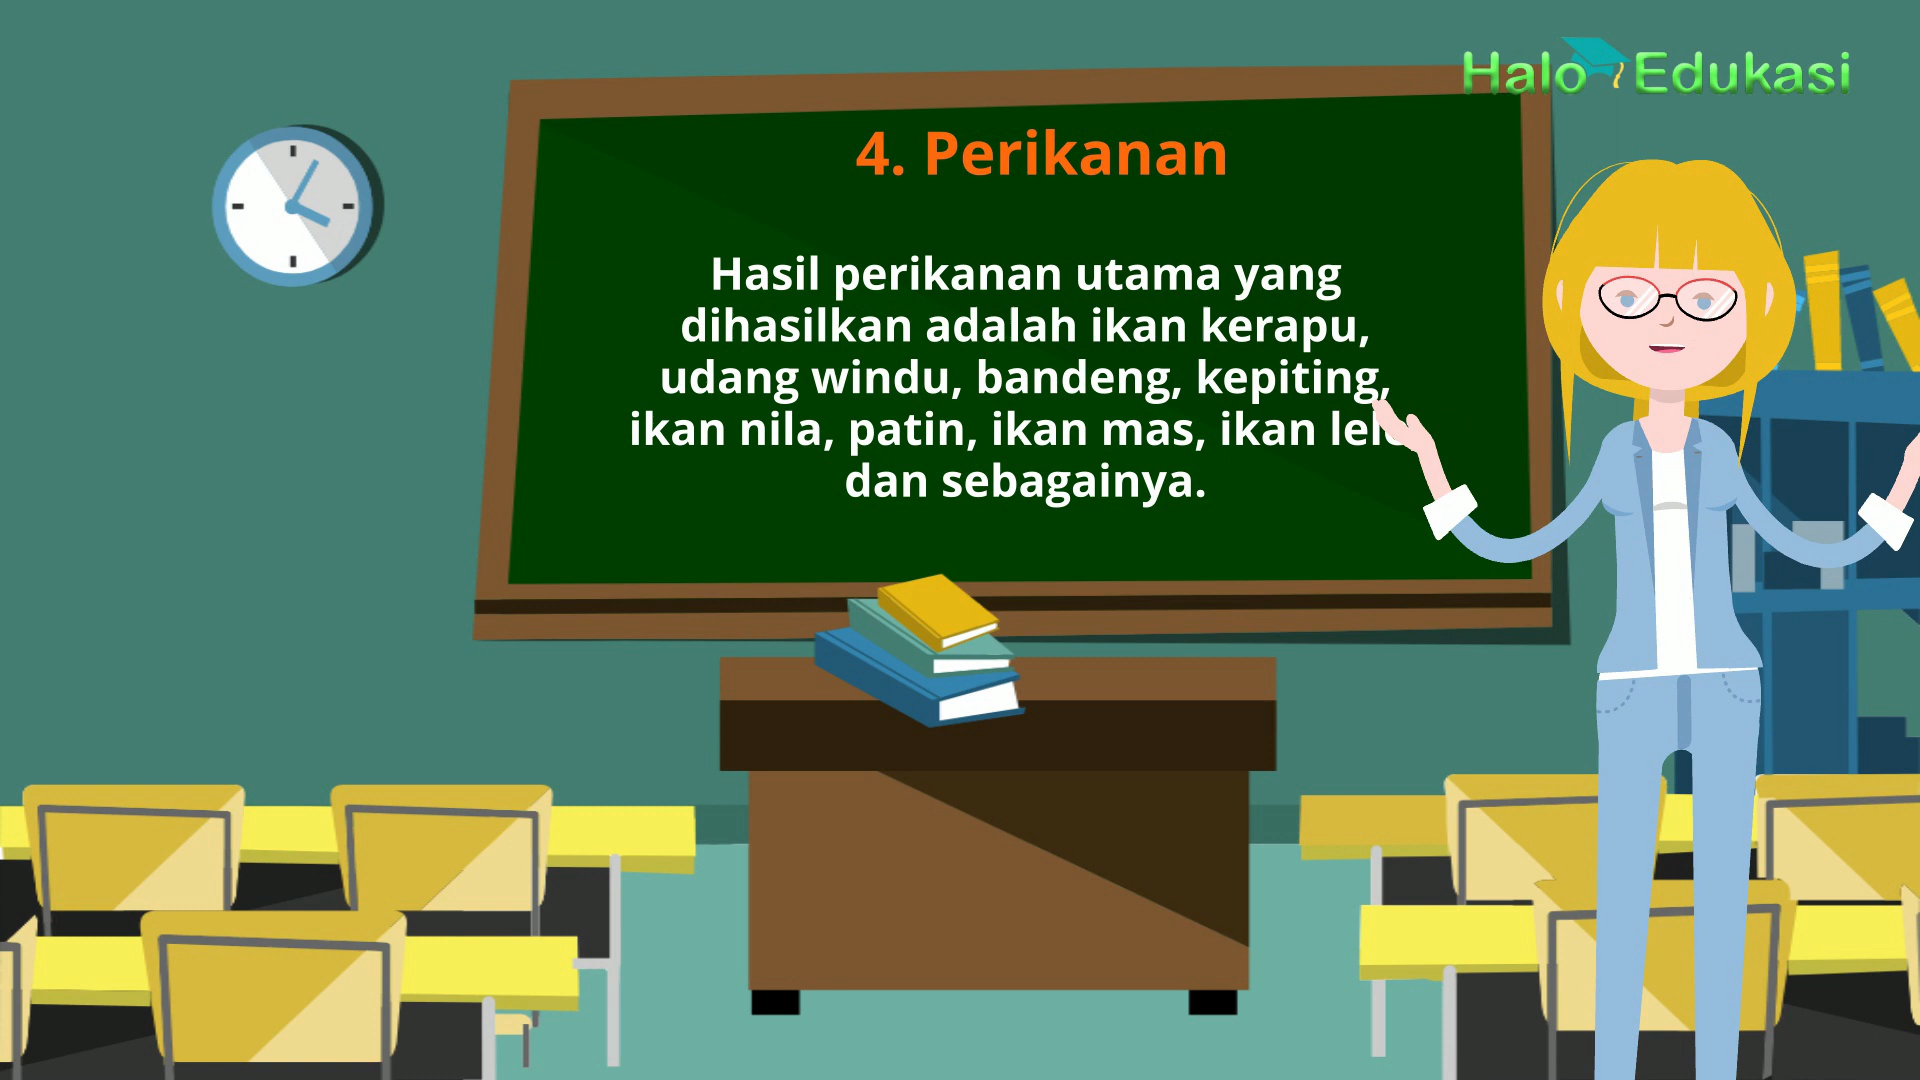 Halo Edukasi
4. Perikanan
Hasil perikanan utama yang
dihasilkan adalah ikan kerapu,
udang windu, bandeng, kepiting,
ikan nila, patin, ikan mas, ikan lele
dan sebagainya.